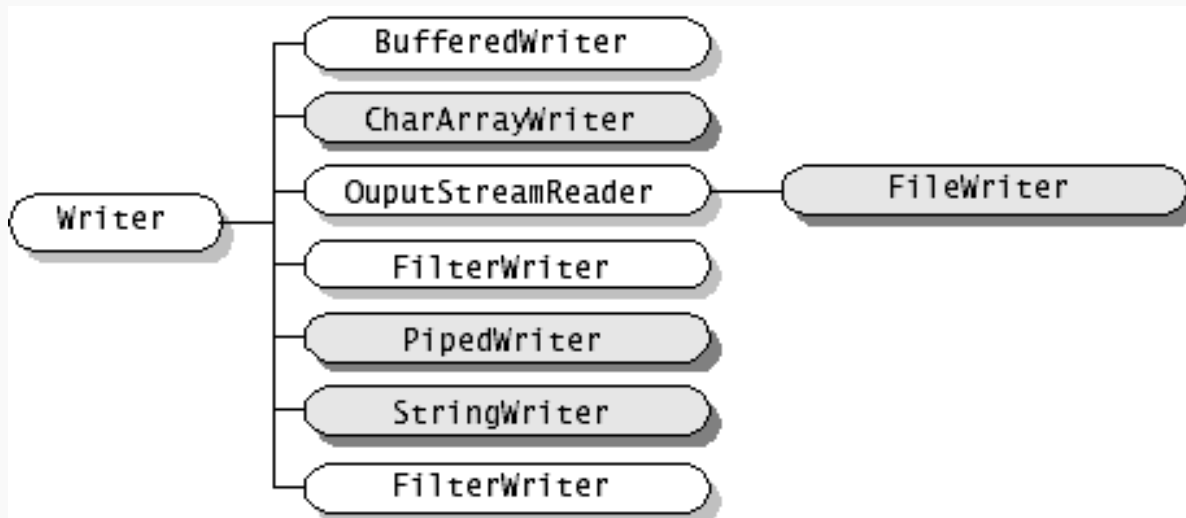 BufferedWriter
CharArrayWriter
OuputStreamReader
FileWriter
Writer
FilterWriter
PipedWriter
StringWriter
FilterWriter